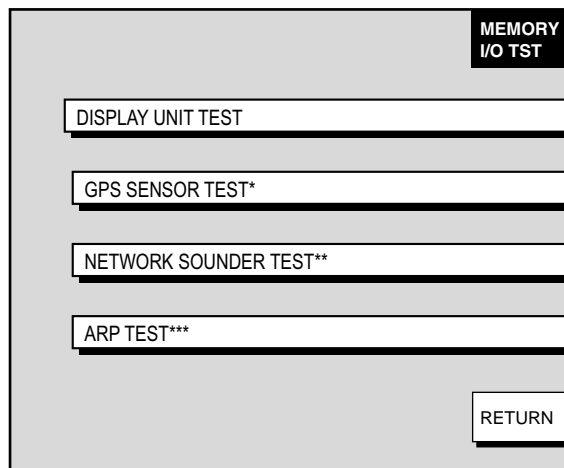 MEMORY
I/O TST
DISPLAY UNIT TEST
GPS SENSOR TEST*
NETWORK SOUNDER TEST**
ARP TEST***
RETURN